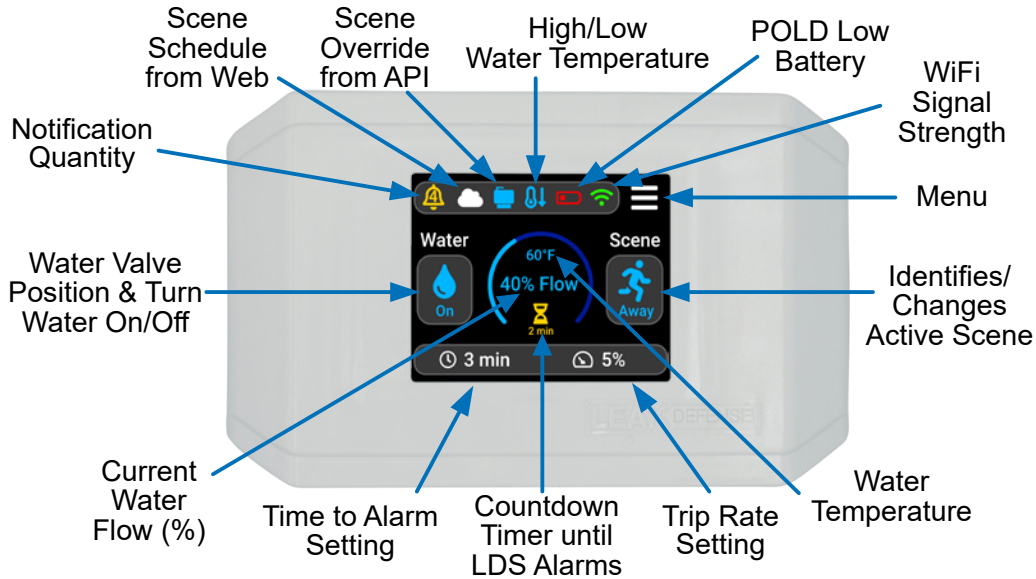 Scene
Schedule
from Web
Scene
Override
from API
High/Low
Water Temperature
POLD Low
Battery
WiFi
Signal
Strength
Notification
Quantity
Menu
4
Water
Scene
60°F
40% Flow
On
Away
2 min
3 min
5%
Water Valve
Position & Turn
Water On/Off
Identifies/
Changes
Active Scene
LEAK DEFENSE
Current
Water
Flow (%)
Time to Alarm
Setting
Countdown
Timer until
LDS Alarms
Trip Rate
Setting
Water
Temperature